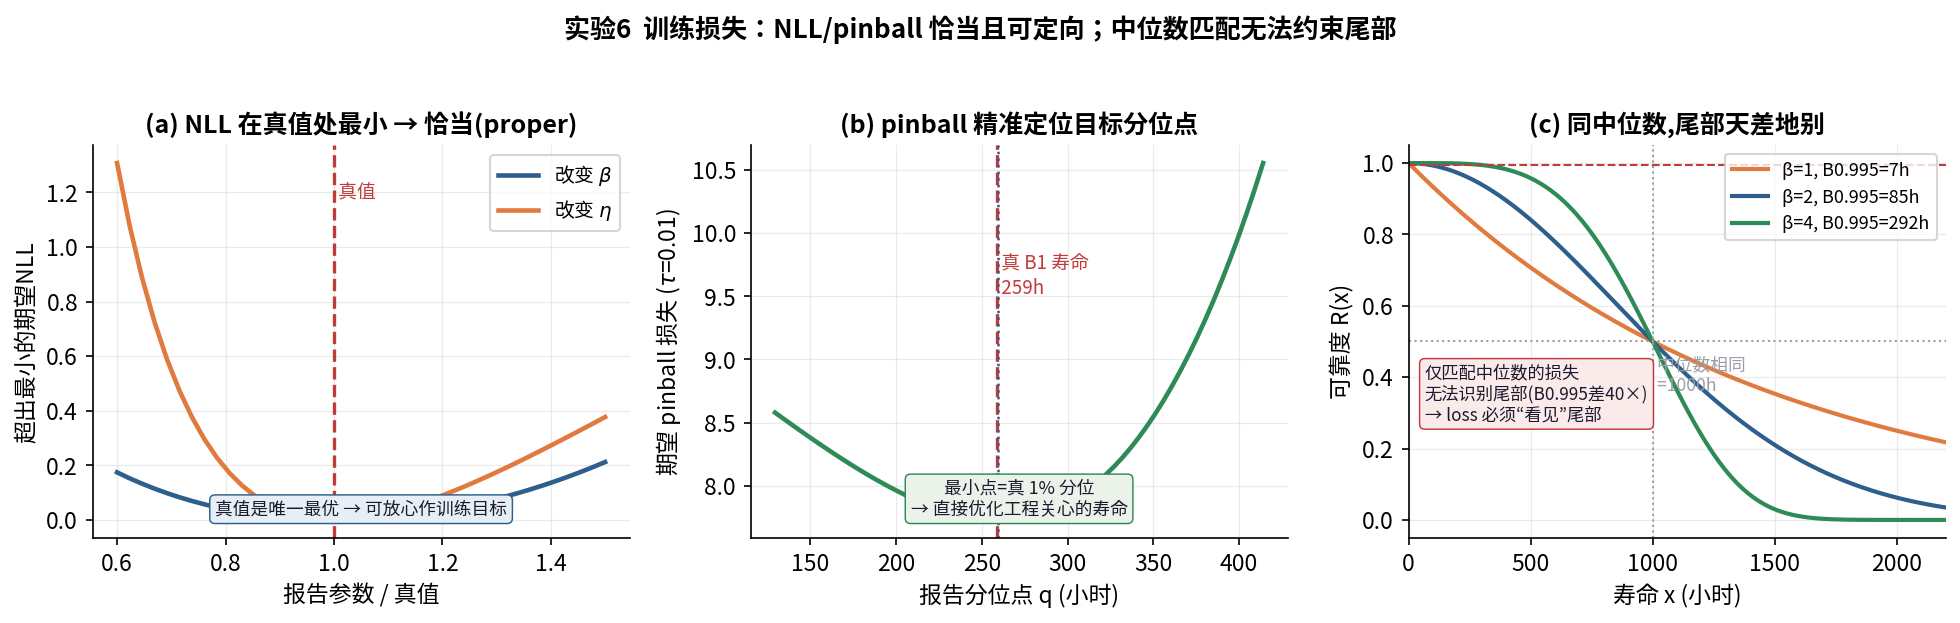 实验6 训练损失：NLL/pinball 恰当且可定向；中位数匹配无法约束尾部
(a) NLL 在真值处最小 → 恰当(proper)
超出最小的期望NLL
1.2
1.0
0.8
0.6
0.4
0.2
0.0
真值
改变 β
改变 η
真值是唯一最优 → 可放心作训练目标
0.6 0.8 1.0 1.2 1.4
报告参数 / 真值
(b) pinball 精准定位目标分位点
期望 pinball 损失 (τ=0.01)
10.5
10.0
9.5
9.0
8.5
8.0
真 B1 寿命
259h
最小点=真 1% 分位
→ 直接优化工程关心的寿命
150 200 250 300 350 400
报告分位点 q (小时)
(c) 同中位数,尾部天差地别
可靠度 R(x)
1.0
0.8
0.6
0.4
0.2
0.0
β=1, B0.995=7h
β=2, B0.995=85h
β=4, B0.995=292h
中位数相同
=1000h
仅匹配中位数的损失
无法识别尾部(B0.995差40×)
→ loss 必须“看见”尾部
0 500 1000 1500 2000
寿命 x (小时)